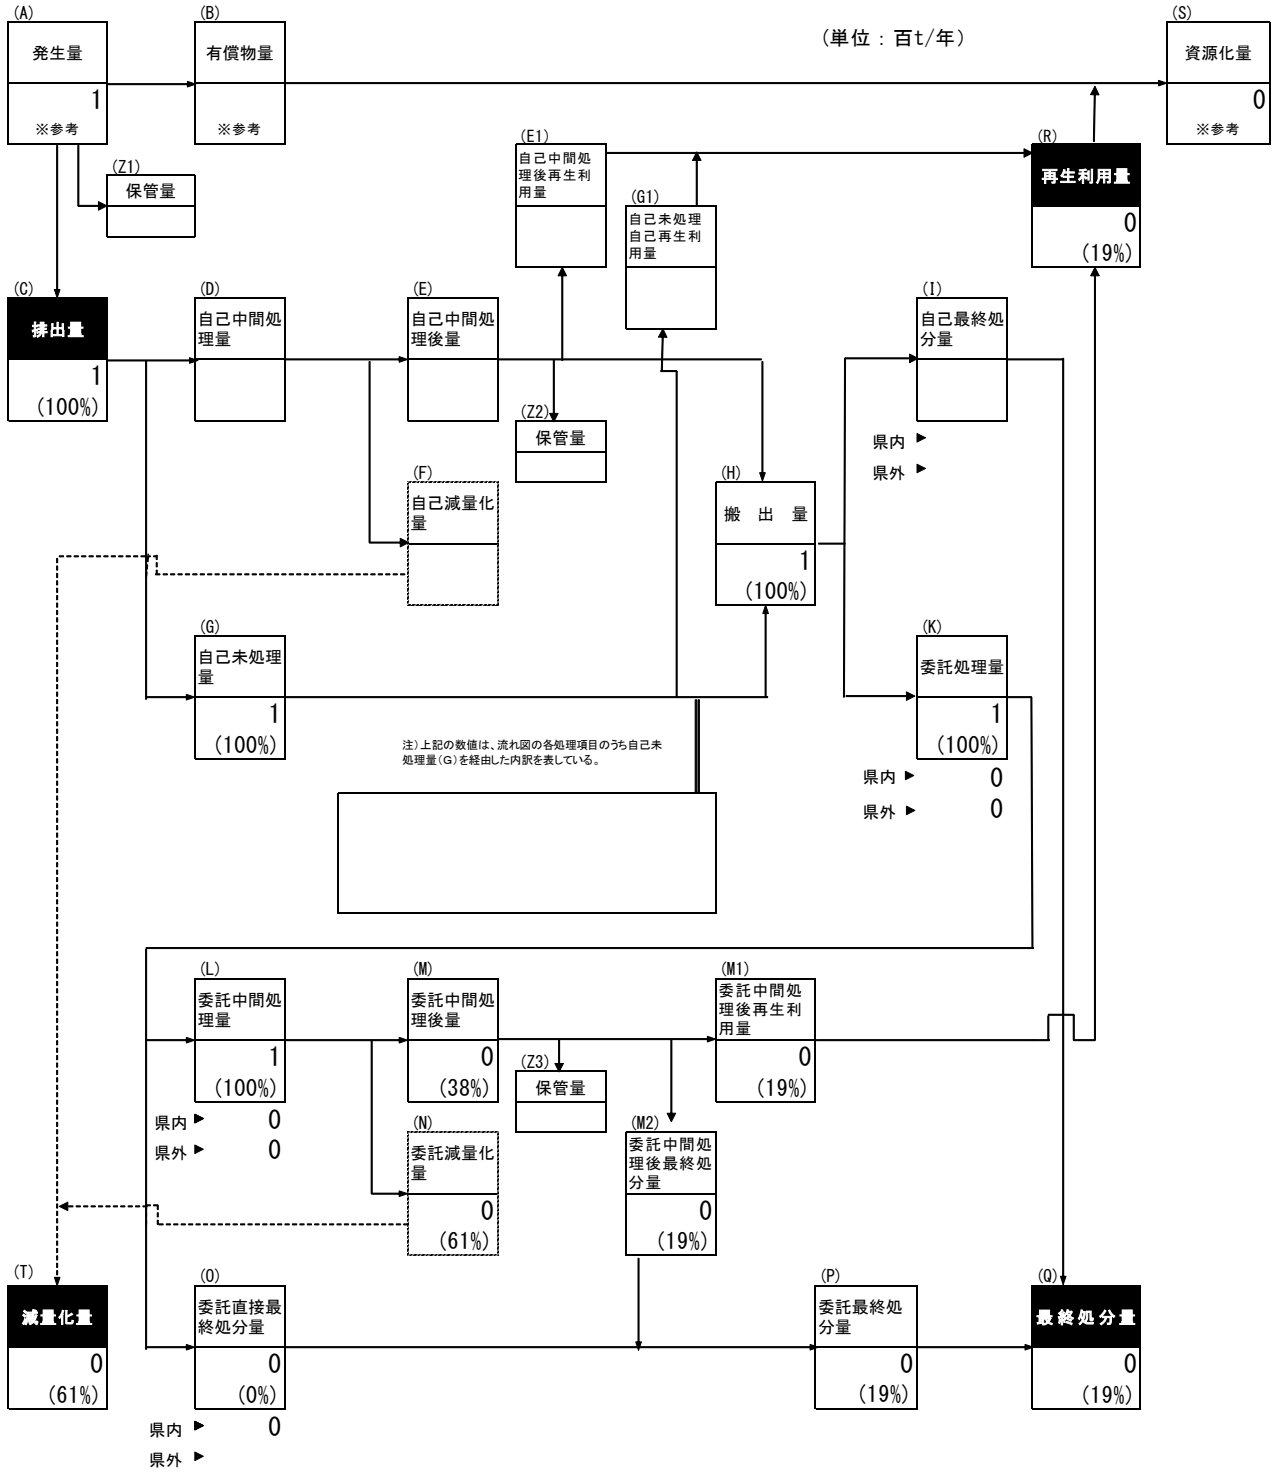 (A)
発生量
1
※参考
(B)
有償物量
※参考
(単位：百t/年)
(S)
資源化量
0
※参考
(Z1)
保管量
(E1)
自己中間処
理後再生利
用量
(G1)
自己未処理
自己再生利
用量
(R)
再生利用量
0
(19%)
(C)
排出量
1
(100%)
(D)
自己中間処
理量
(E)
自己中間処
理後量
(Z2)
保管量
(F)
自己減量化
量
(H)
搬出量
1
(100%)
(I)
自己最終処
分量
県内 ▶
県外 ▶
(G)
自己未処理
量
1
(100%)
(K)
委託処理量
1
(100%)
県内 ▶ 0
県外 ▶ 0
注)上記の数値は、流れ図の各処理項目のうち自己未
処理量(G)を経由した内訳を表している。
(L)
委託中間処
理量
1
(100%)
県内 ▶ 0
県外 ▶ 0
(M)
委託中間処
理後量
0
(38%)
(Z3)
保管量
(M1)
委託中間処
理後再生利
用量
0
(19%)
(N)
委託減量化
量
0
(61%)
(M2)
委託中間処
理後最終処
分量
0
(19%)
(T)
減量化量
0
(61%)
(O)
委託直接最
終処分量
0
(0%)
県内 ▶ 0
県外 ▶
(P)
委託最終処
分量
0
(19%)
(Q)
最終処分量
0
(19%)